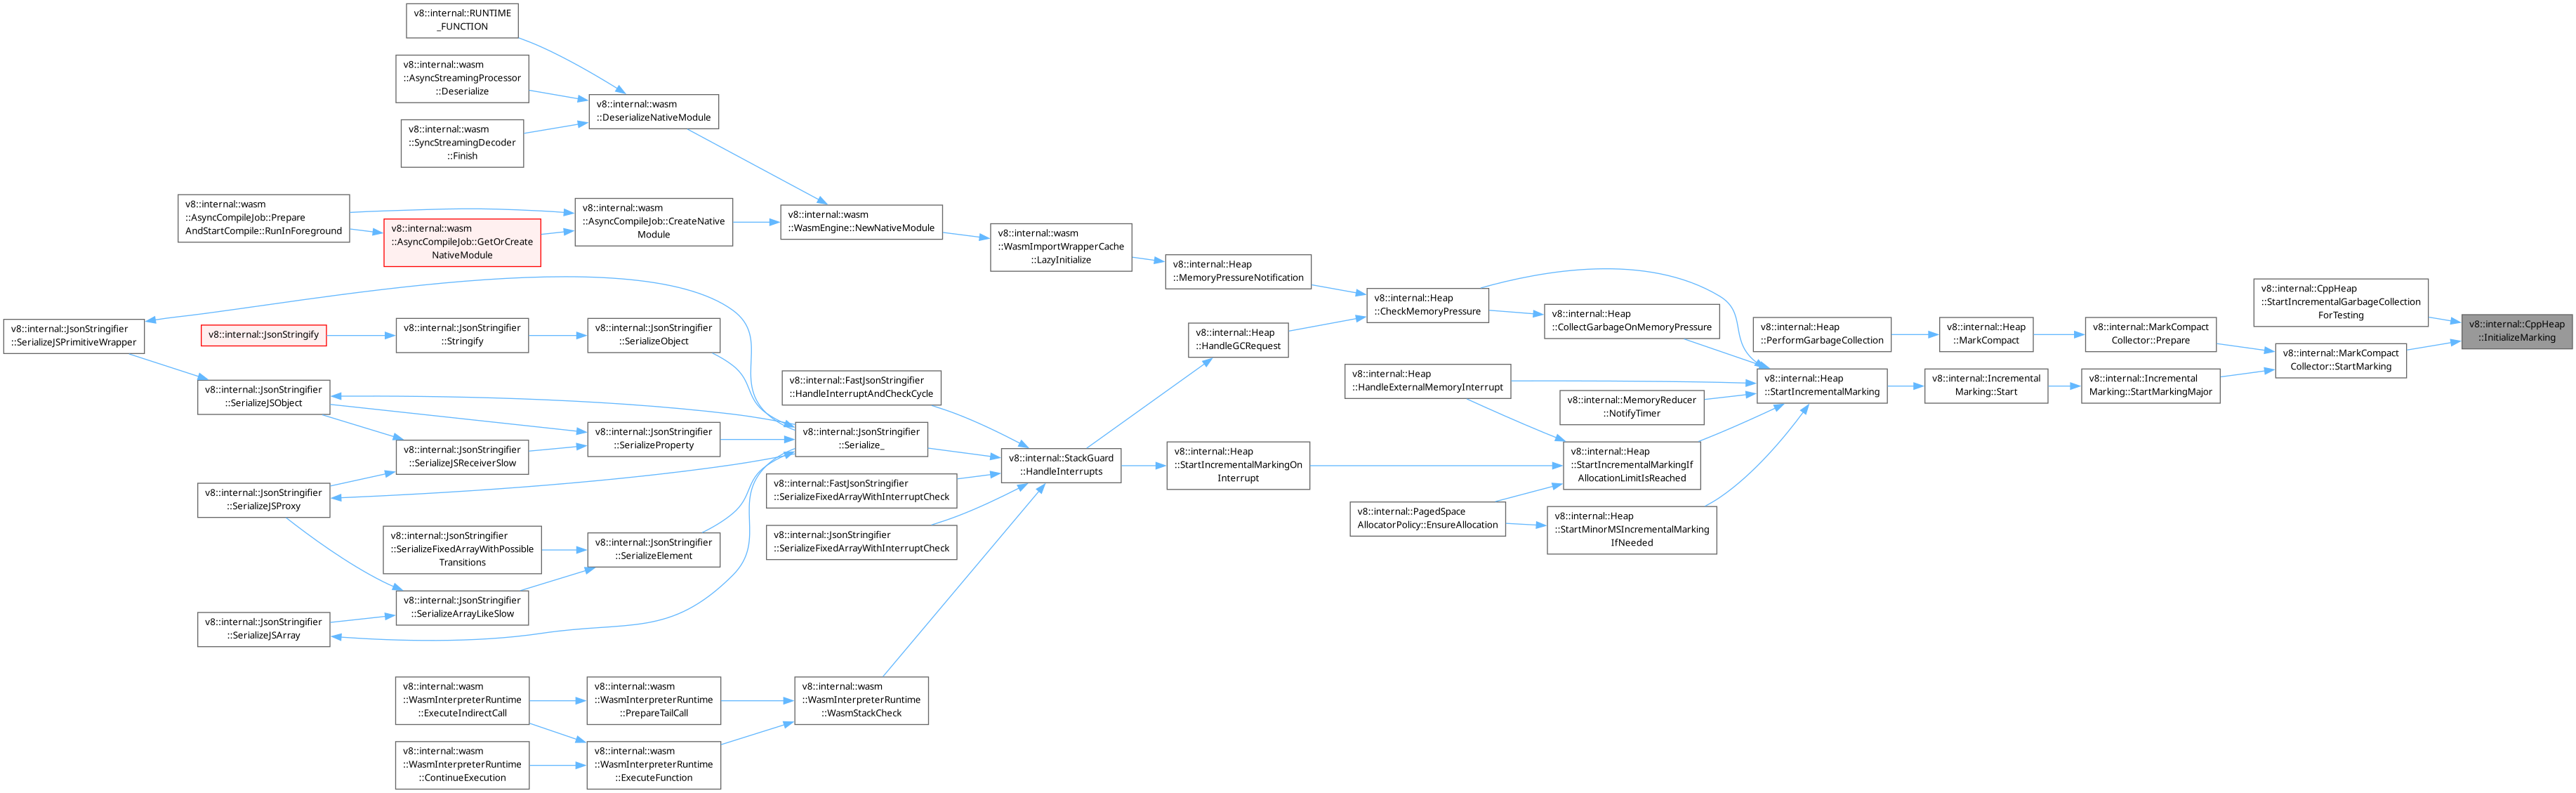 v8::internal::RUNTIME
_FUNCTION
v8::internal::wasm
::AsyncStreamingProcessor
::Deserialize
v8::internal::wasm
::SyncStreamingDecoder
::Finish
v8::internal::wasm
::DeserializeNativeModule
v8::internal::wasm
::AsyncCompileJob::Prepare
AndStartCompile::RunInForeground
v8::internal::wasm
::AsyncCompileJob::GetOrCreate
NativeModule
v8::internal::wasm
::AsyncCompileJob::CreateNative
Module
v8::internal::wasm
::WasmEngine::NewNativeModule
v8::internal::wasm
::WasmImportWrapperCache
::LazyInitialize
v8::internal::Heap
::MemoryPressureNotification
v8::internal::Heap
::CheckMemoryPressure
v8::internal::Heap
::CollectGarbageOnMemoryPressure
v8::internal::Heap
::HandleGCRequest
v8::internal::Heap
::PerformGarbageCollection
v8::internal::Heap
::MarkCompact
v8::internal::MarkCompact
Collector::Prepare
v8::internal::CppHeap
::StartIncrementalGarbageCollection
ForTesting
v8::internal::CppHeap
::InitializeMarking
v8::internal::MarkCompact
Collector::StartMarking
v8::internal::Incremental
Marking::StartMarkingMajor
v8::internal::Incremental
Marking::Start
v8::internal::Heap
::StartIncrementalMarking
v8::internal::Heap
::HandleExternalMemoryInterrupt
v8::internal::MemoryReducer
::NotifyTimer
v8::internal::Heap
::StartIncrementalMarkingIf
AllocationLimitIsReached
v8::internal::Heap
::StartIncrementalMarkingOn
Interrupt
v8::internal::PagedSpace
AllocatorPolicy::EnsureAllocation
v8::internal::Heap
::StartMinorMSIncrementalMarking
IfNeeded
v8::internal::StackGuard
::HandleInterrupts
v8::internal::JsonStringifier
::SerializeJSPrimitiveWrapper
v8::internal::JsonStringify
v8::internal::JsonStringifier
::Stringify
v8::internal::JsonStringifier
::SerializeObject
v8::internal::FastJsonStringifier
::HandleInterruptAndCheckCycle
v8::internal::JsonStringifier
::SerializeJSObject
v8::internal::JsonStringifier
::SerializeJSReceiverSlow
v8::internal::JsonStringifier
::SerializeProperty
v8::internal::JsonStringifier
::Serialize_
v8::internal::JsonStringifier
::SerializeJSProxy
v8::internal::FastJsonStringifier
::SerializeFixedArrayWithInterruptCheck
v8::internal::JsonStringifier
::SerializeFixedArrayWithInterruptCheck
v8::internal::JsonStringifier
::SerializeFixedArrayWithPossible
Transitions
v8::internal::JsonStringifier
::SerializeElement
v8::internal::JsonStringifier
::SerializeArrayLikeSlow
v8::internal::JsonStringifier
::SerializeJSArray
v8::internal::wasm
::WasmInterpreterRuntime
::ExecuteIndirectCall
v8::internal::wasm
::WasmInterpreterRuntime
::PrepareTailCall
v8::internal::wasm
::WasmInterpreterRuntime
::WasmStackCheck
v8::internal::wasm
::WasmInterpreterRuntime
::ContinueExecution
v8::internal::wasm
::WasmInterpreterRuntime
::ExecuteFunction